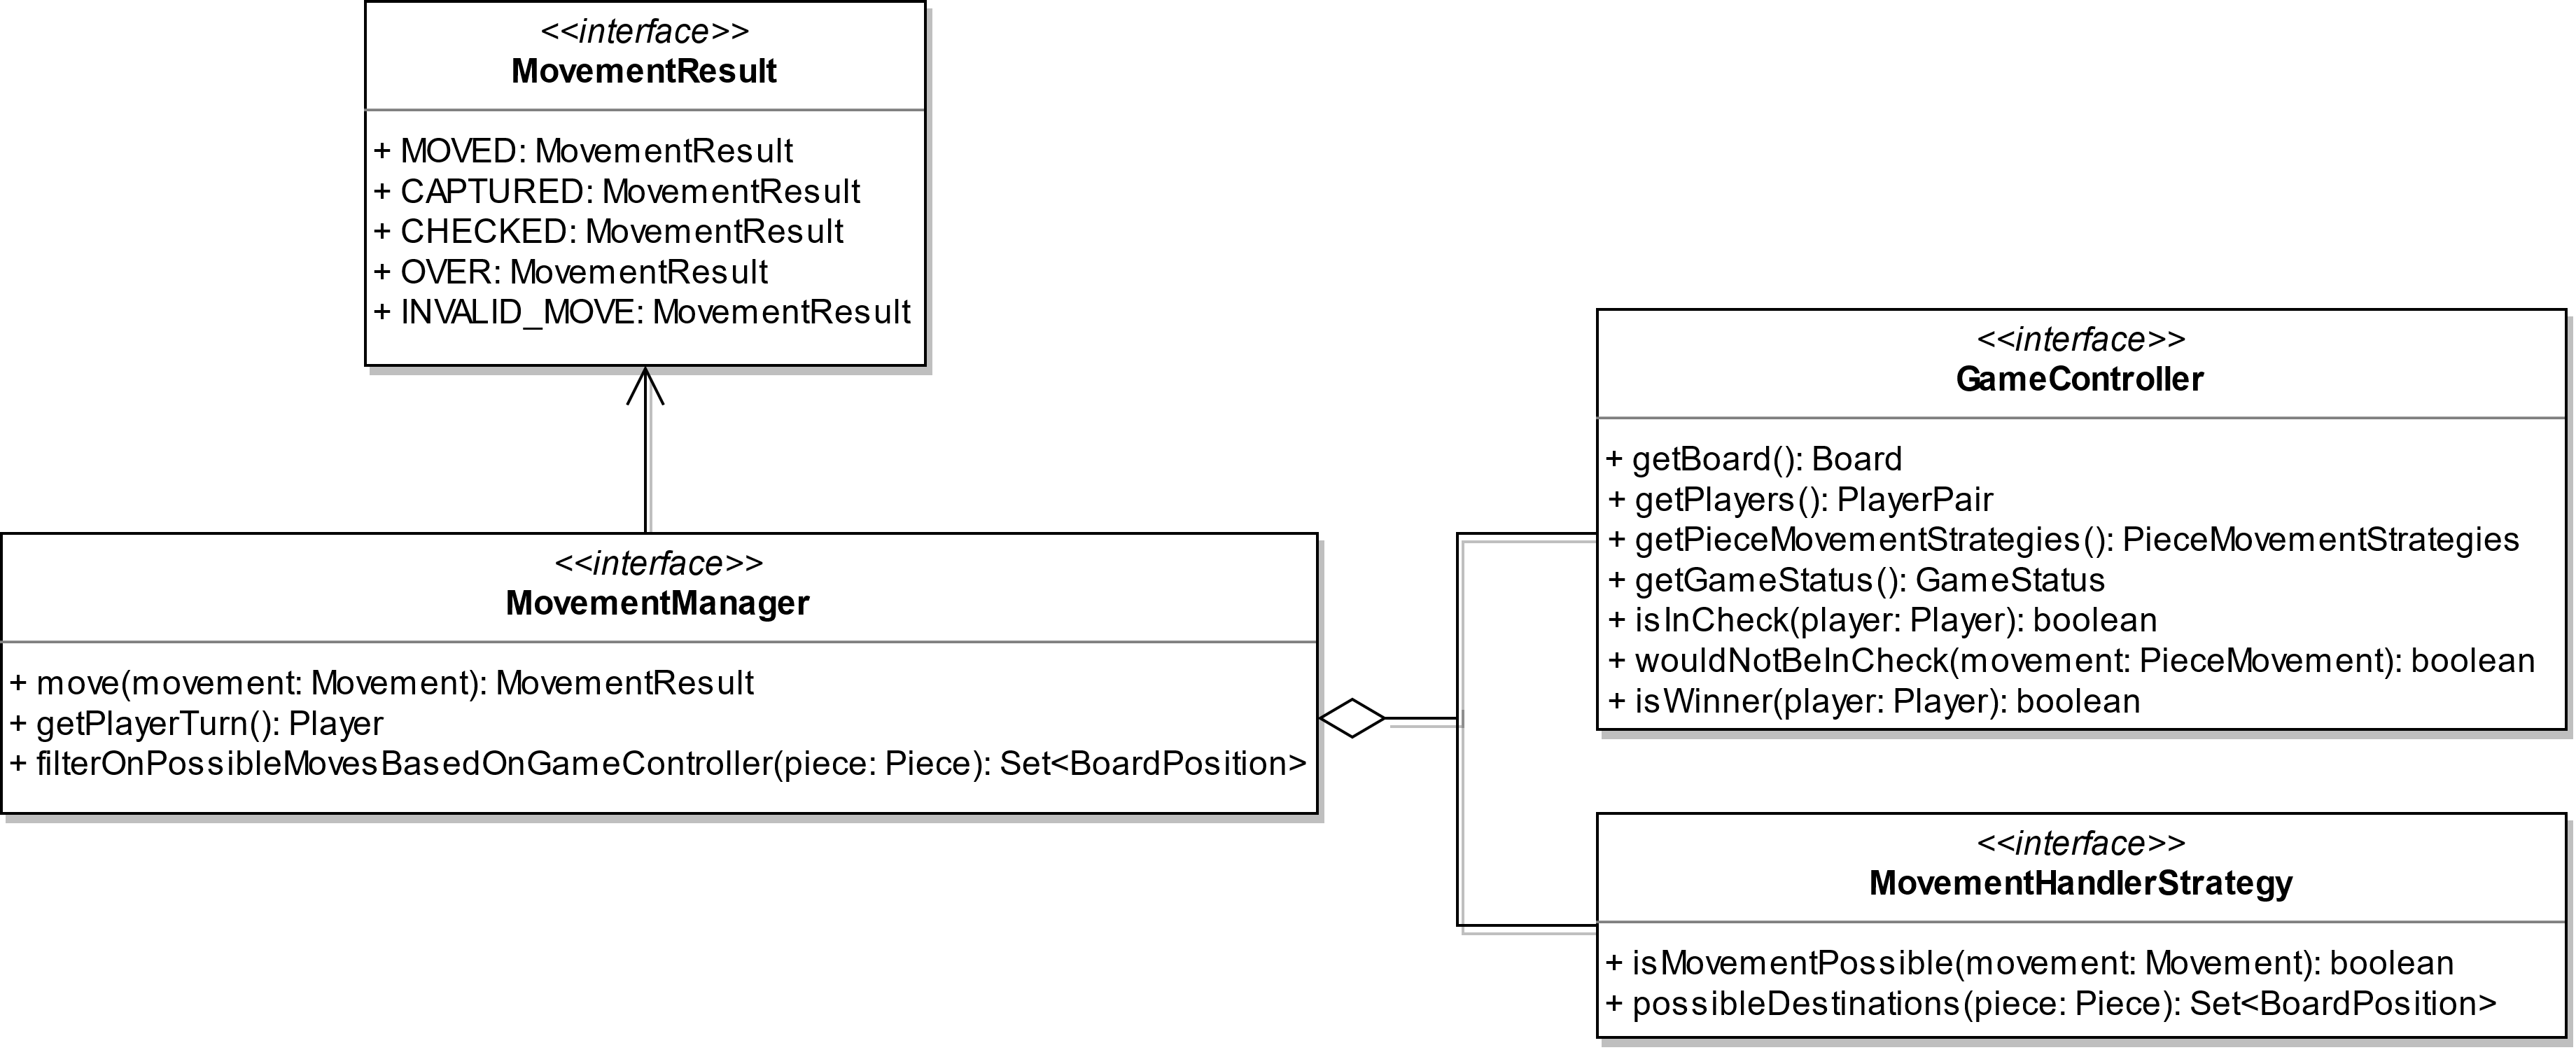 <<interface>>
MovementResult
+ MOVED: MovementResult
+ CAPTURED: MovementResult
+ CHECKED: MovementResult
+ OVER: MovementResult
+ INVALID_MOVE: MovementResult
<<interface>>
MovementManager
+ move(movement: Movement): MovementResult
+ getPlayerTurn(): Player
+ filterOnPossibleMovesBasedOnGameController(piece: Piece): Set<BoardPosition>
<<interface>>
GameController
+ getBoard(): Board
+ getPlayers(): PlayerPair
+ getPieceMovementStrategies(): PieceMovementStrategies
+ getGameStatus(): GameStatus
+ isInCheck(player: Player): boolean
+ wouldNotBeInCheck(movement: PieceMovement): boolean
+ isWinner(player: Player): boolean
<<interface>>
MovementHandlerStrategy
+ isMovementPossible(movement: Movement): boolean
+ possibleDestinations(piece: Piece): Set<BoardPosition>